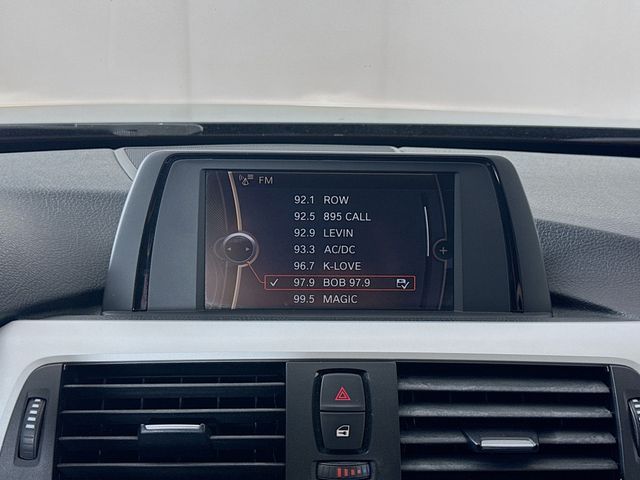 FM
92.1 ROW
92.5 895 CALL
92.9 LEVIN
93.3 AC/DC
96.7 K-LOVE
97.9 BOB 97.9
99.5 MAGIC